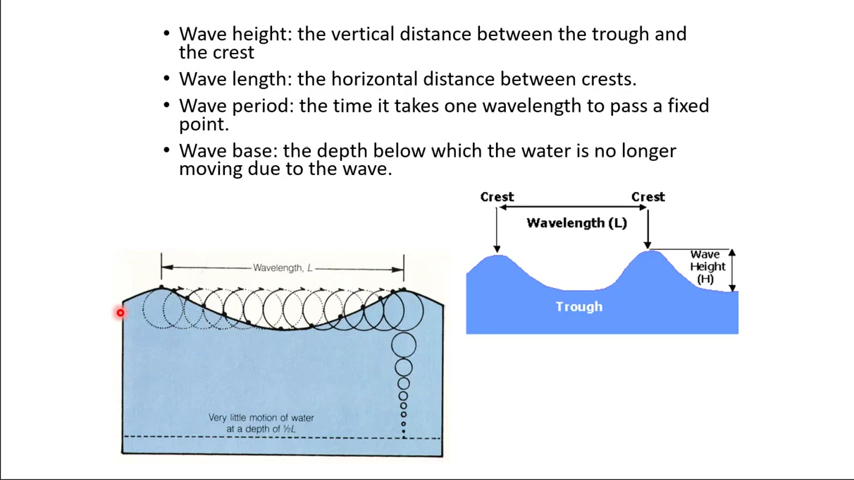 • Wave height: the vertical distance between the trough and
the crest
• Wave length: the horizontal distance between crests.
• Wave period: the time it takes one wavelength to pass a fixed
point.
• Wave base: the depth below which the water is no longer
moving due to the wave.
Crest Crest
Wavelength (L)
Wave
Height
(H)
Trough
Wavelength, L
Very little motion of water
at a depth of ½L